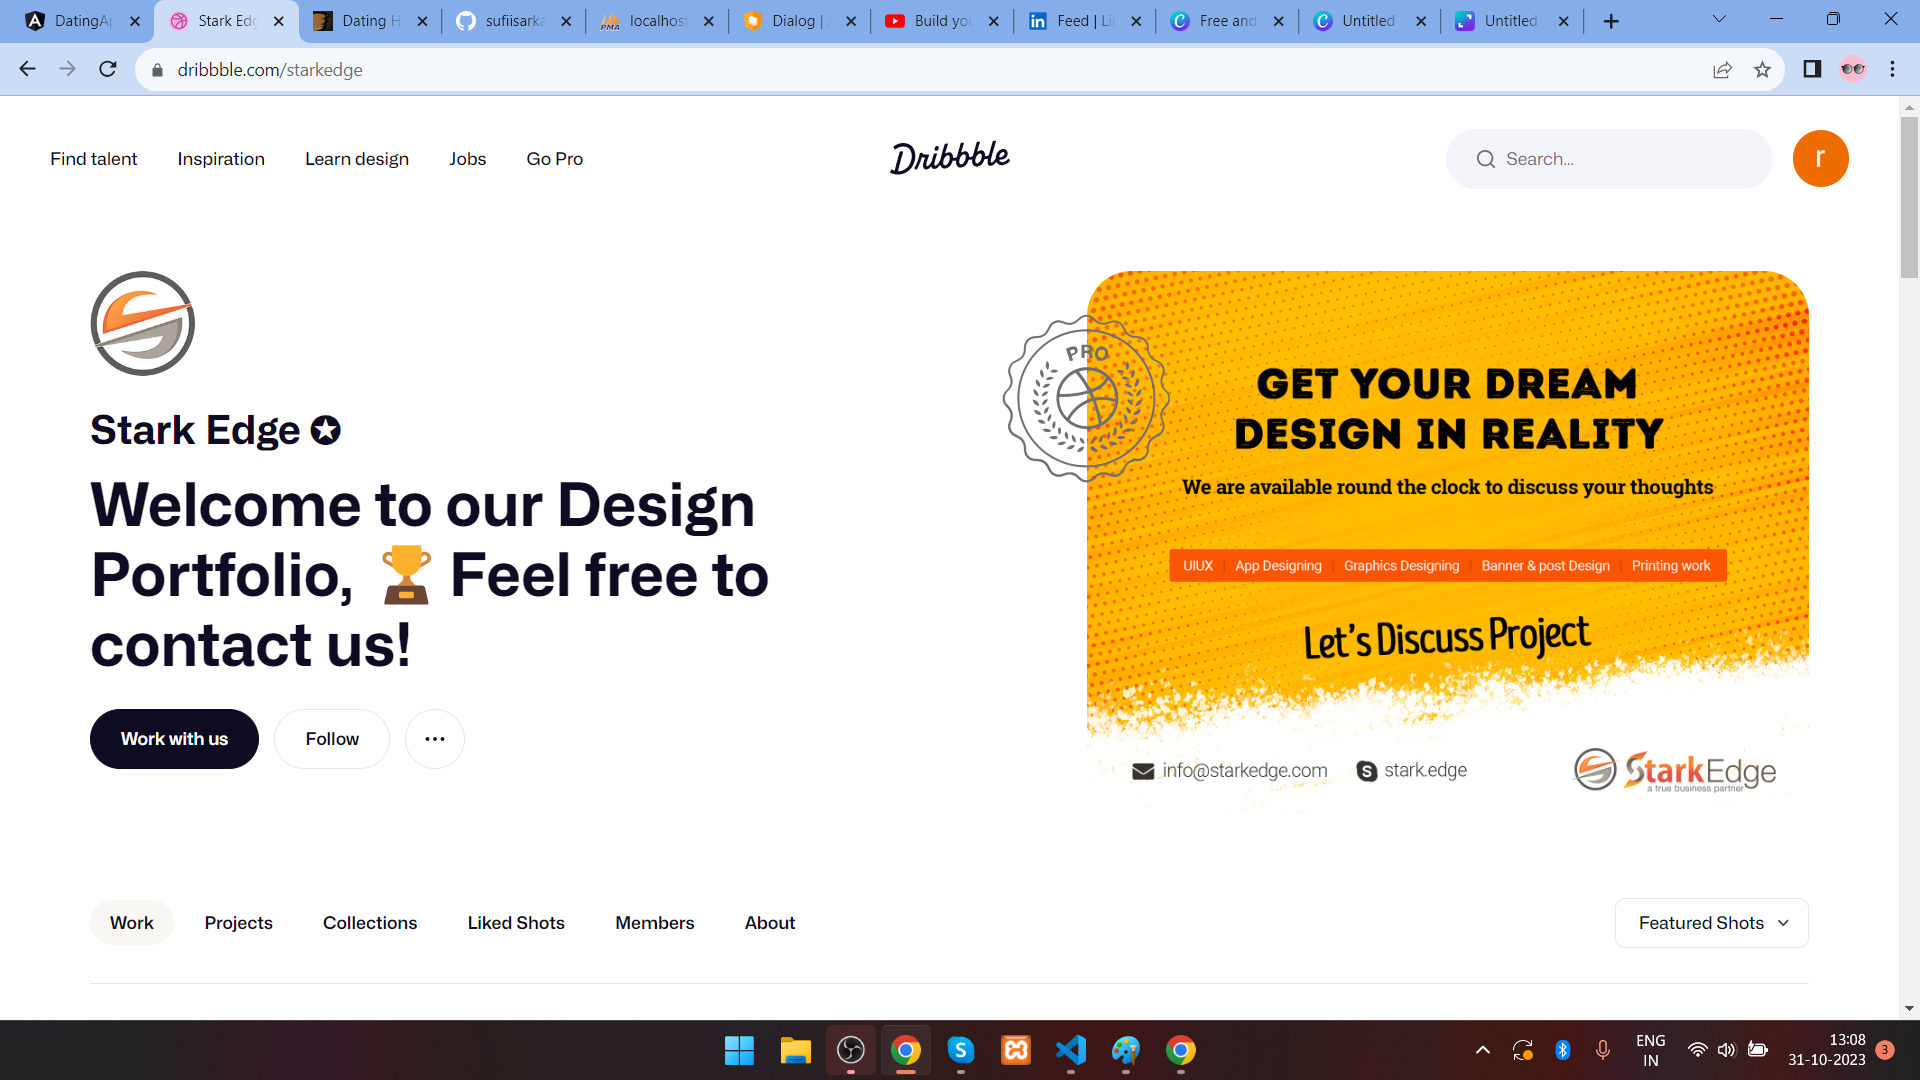 DatingAp
Stark Edg
Dating H
sufiisarka
localhost
Dialog | A
Build you
Feed | Lin
Free and
Untitled
Untitled
dribbble.com/starkedge
Find talent
Inspiration
Learn design
Jobs
Go Pro
Dribbble
Search...
r
PRO
Stark Edge
Welcome to our Design
Portfolio, 🏆 Feel free to
contact us!
Work with us
Follow
GET YOUR DREAM
DESIGN IN REALITY
We are available round the clock to discuss your thoughts
UIUX | App Designing | Graphics Designing | Banner & post Design | Printing work
Let's Discuss Project
info@starkedge.com
stark.edge
StarkEdge
a true business partner
Work
Projects
Collections
Liked Shots
Members
About
Featured Shots
ENG
IN
13:08
31-10-2023
3